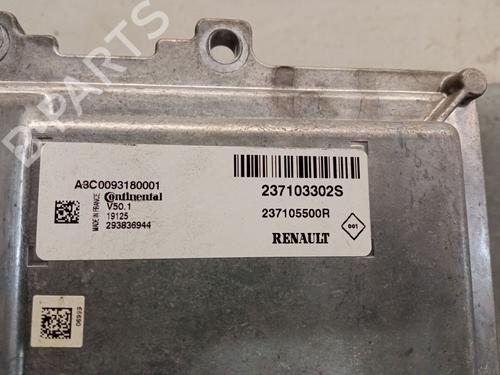 B-PARTS
A3C0093180001
Continental
MADE IN FRANCE
V50.1
19125
293836944
237103302S
237105500R
RENAULT
001
06993